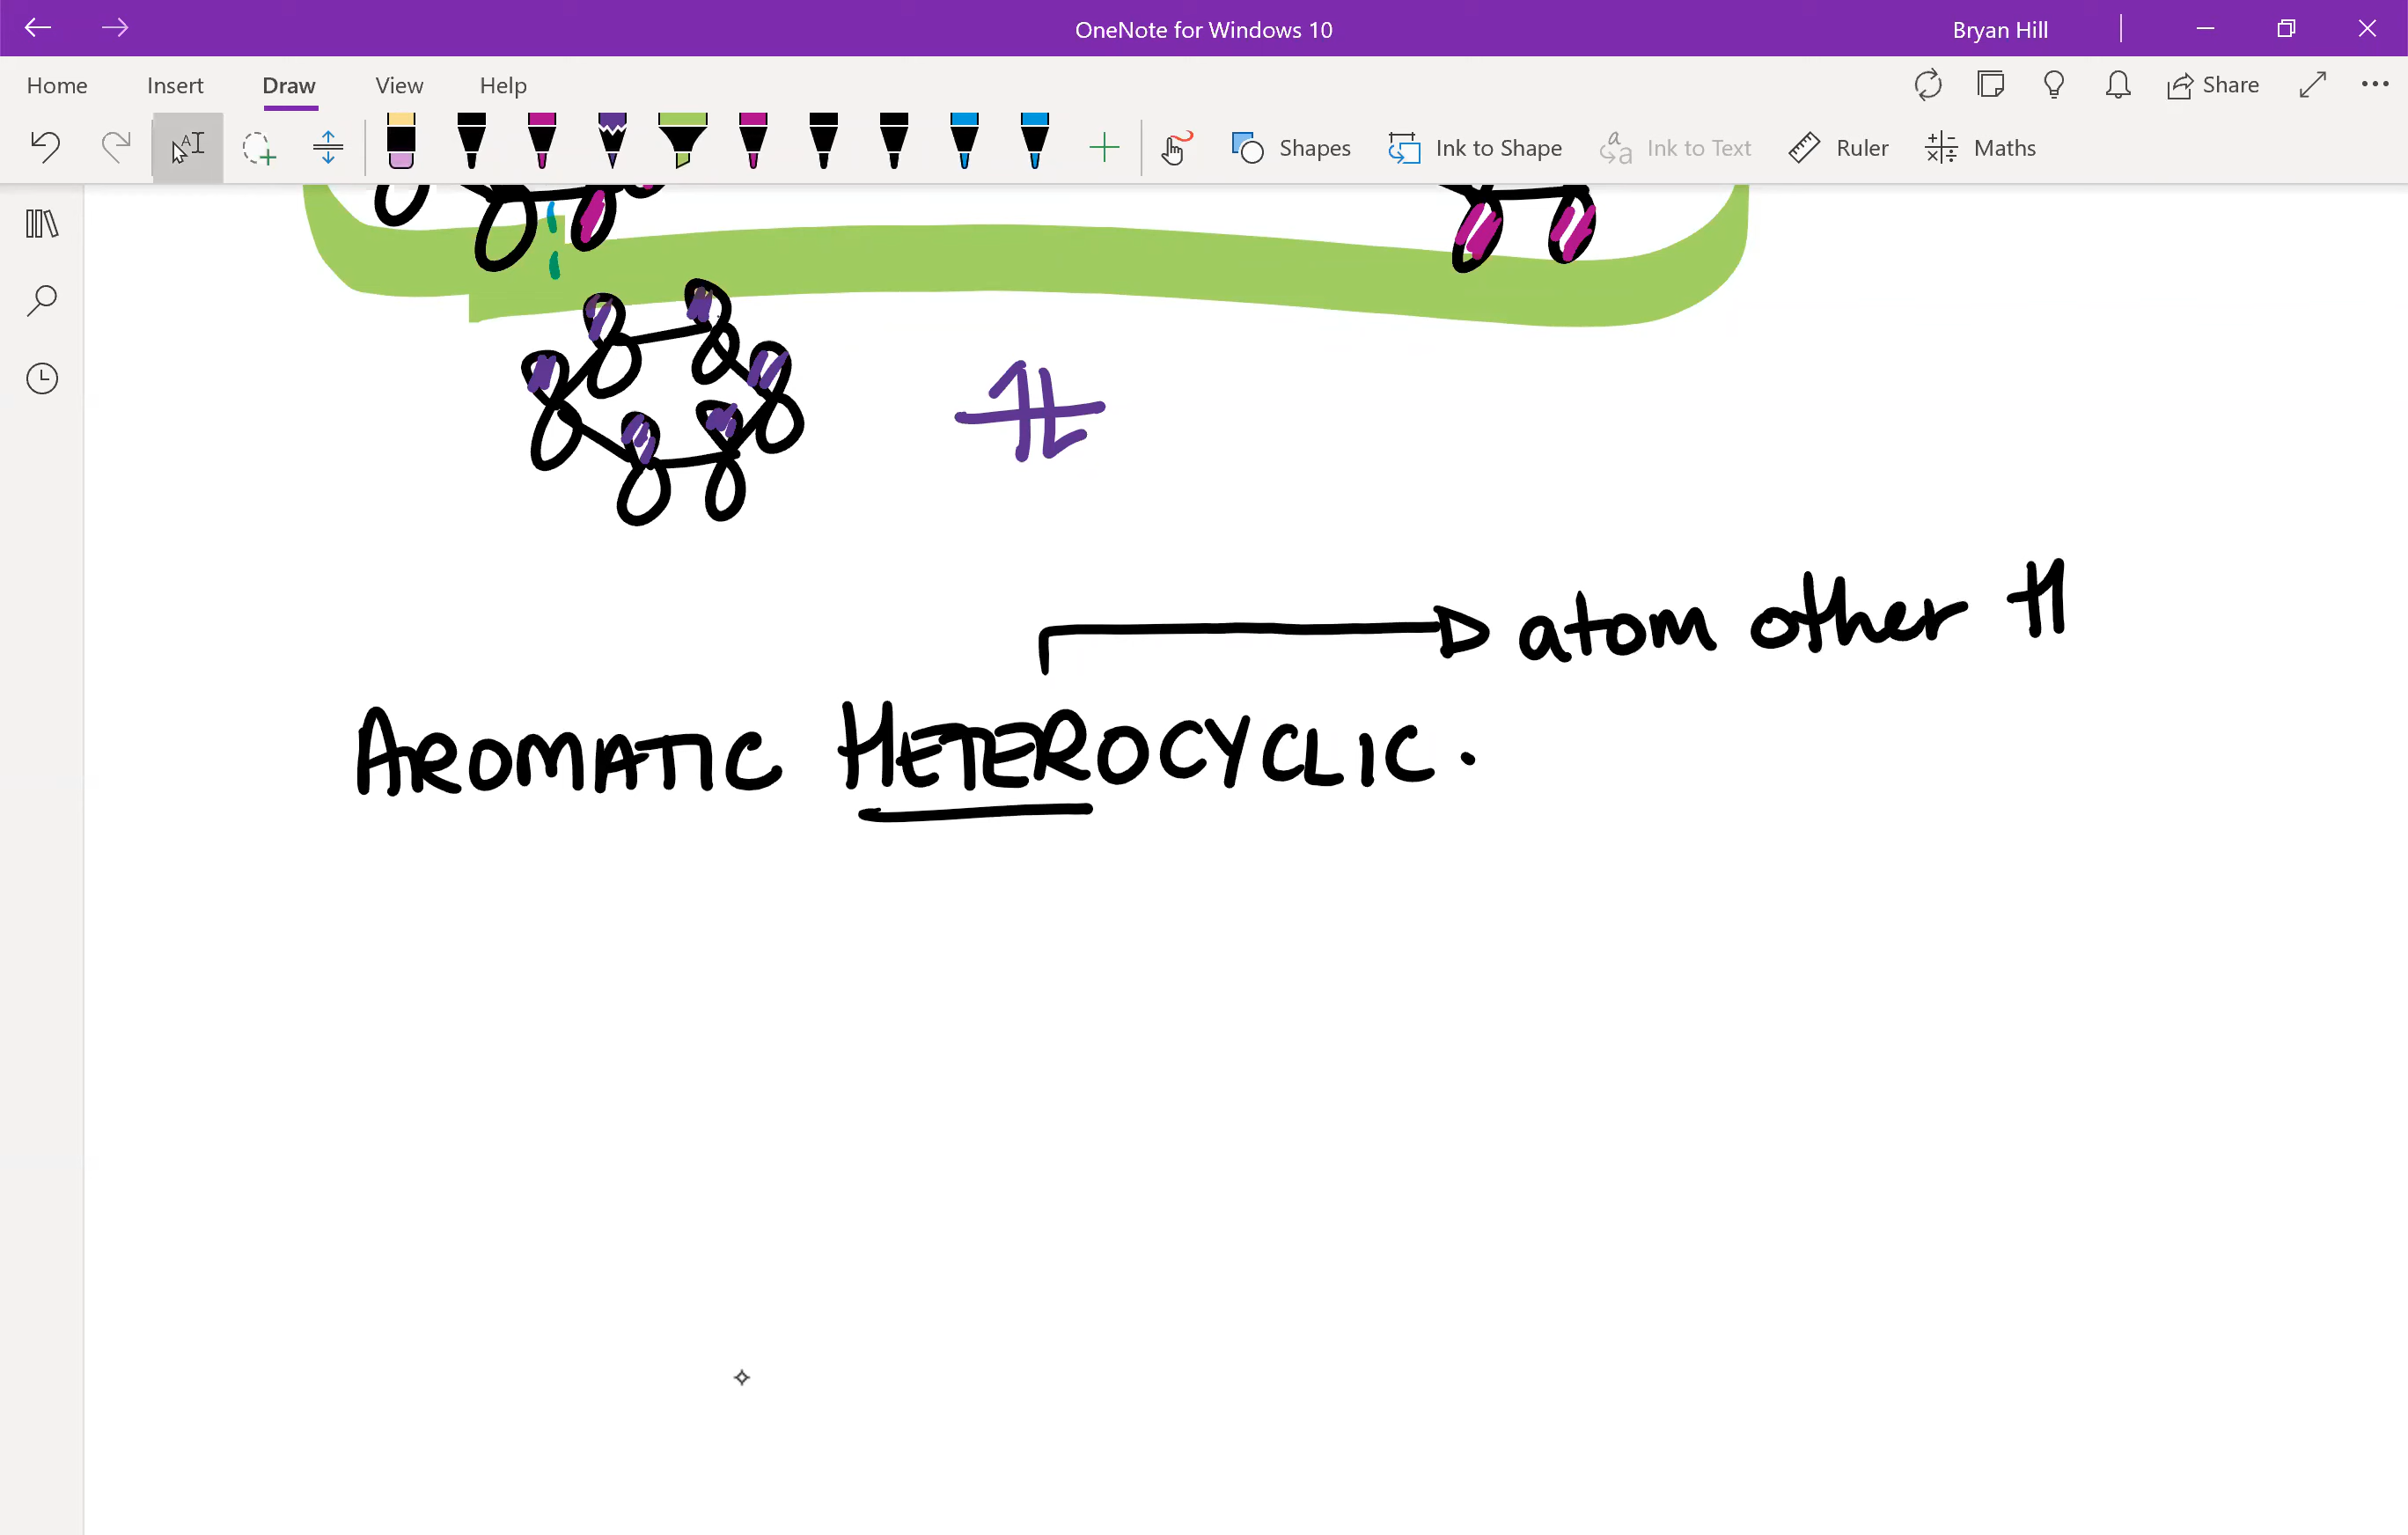 OneNote for Windows 10
Bryan Hill
Home Insert Draw View Help
Share
Shapes Ink to Shape Ink to Text Ruler Maths
atom other
AROMATIC HETEROCYCLIC.